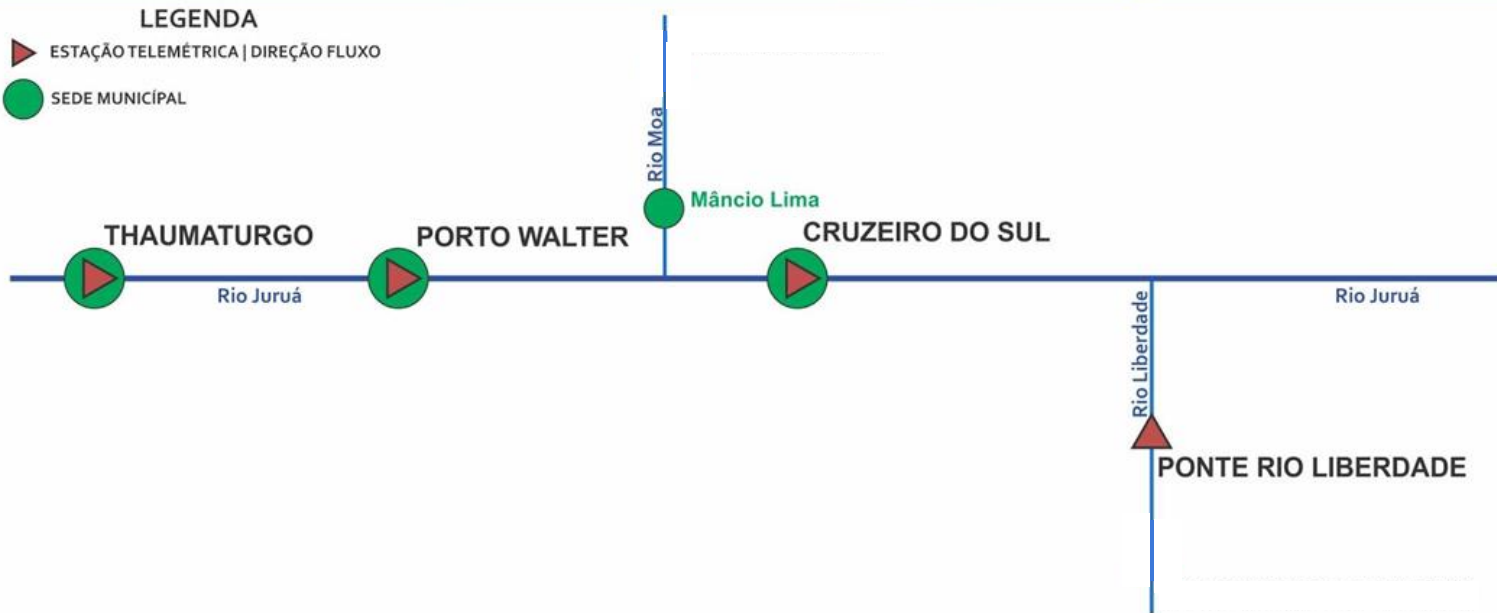 LEGENDA
ESTAÇÃO TELEMÉTRICA | DIREÇÃO FLUXO
SEDE MUNICÍPAL
Rio Moa
Mâncio Lima
THAUMATURGO
PORTO WALTER
CRUZEIRO DO SUL
Rio Juruá
Rio Juruá
Rio Liberdade
PONTE RIO LIBERDADE